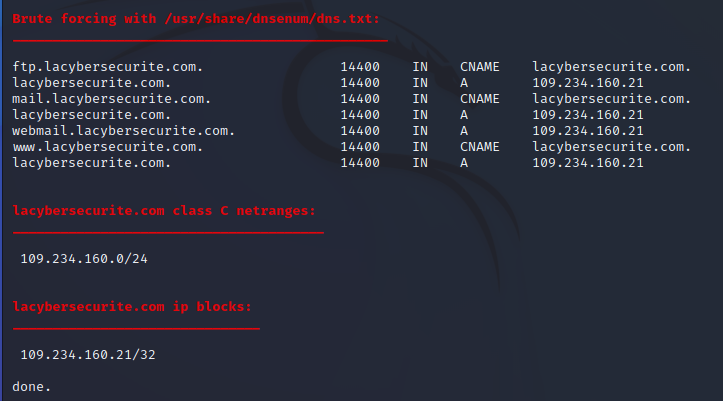 Brute forcing with /usr/share/dnsenum/dns.txt:
ftp.lacybersecurite.com. 14400 IN CNAME lacybersecurite.com.
lacybersecurite.com. 14400 IN A 109.234.160.21
mail.lacybersecurite.com. 14400 IN CNAME lacybersecurite.com.
lacybersecurite.com. 14400 IN A 109.234.160.21
webmail.lacybersecurite.com. 14400 IN A 109.234.160.21
www.lacybersecurite.com. 14400 IN CNAME lacybersecurite.com.
lacybersecurite.com. 14400 IN A 109.234.160.21
lacybersecurite.com class C netranges:
109.234.160.0/24
lacybersecurite.com ip blocks:
109.234.160.21/32
done.